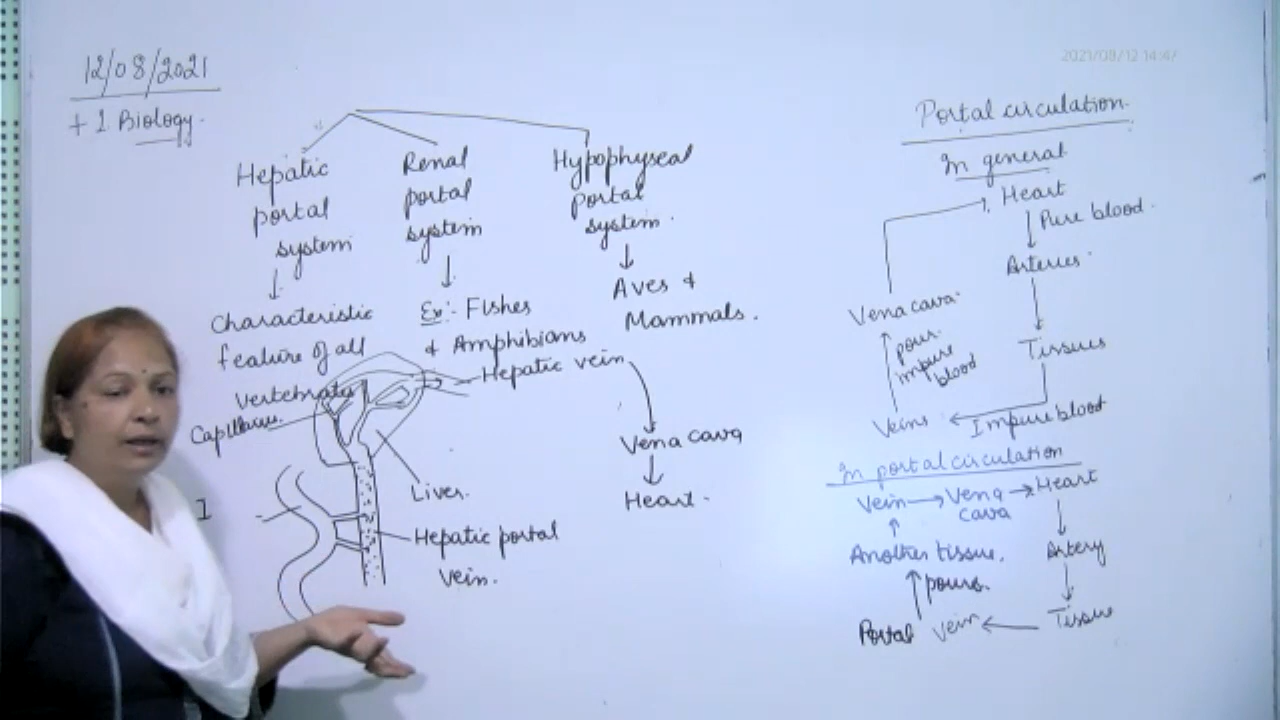 2021/08/12 14:47
12/08/2021
+1 Biology.
Hepatic
portal
system
Characteristic
feature of all
vertebrates
Renal
portal
system
Ex:- Fishes
& Amphibians
Hypophyseal
portal
system.
Aves &
Mammals.
Capillaries
Hepatic vein
Vena cava
Heart.
Liver.
Hepatic portal
vein.
I
Portal circulation.
In general
Heart
Pure blood.
Arteries.
Tissues
Impure blood
Veins
pour
impure
blood
Vena cava
In portal circulation
Vein → Vena → Heart
cava
Artery
Tissue
Portal vein
pours.
Another tissue.